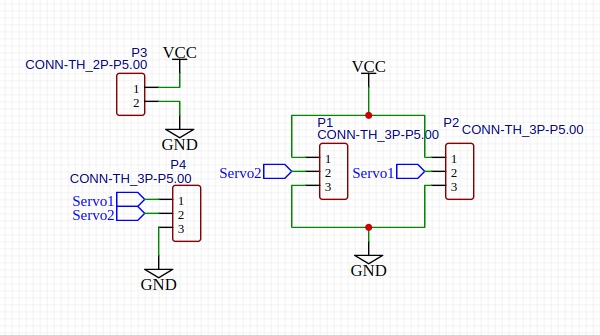 P3
CONN-TH_2P-P5.00
VCC
1
2
GND
P4
CONN-TH_3P-P5.00
Servo1
Servo2
1
2
3
GND
VCC
P1
CONN-TH_3P-P5.00
Servo2
1
2
3
P2
CONN-TH_3P-P5.00
Servo1
1
2
3
GND